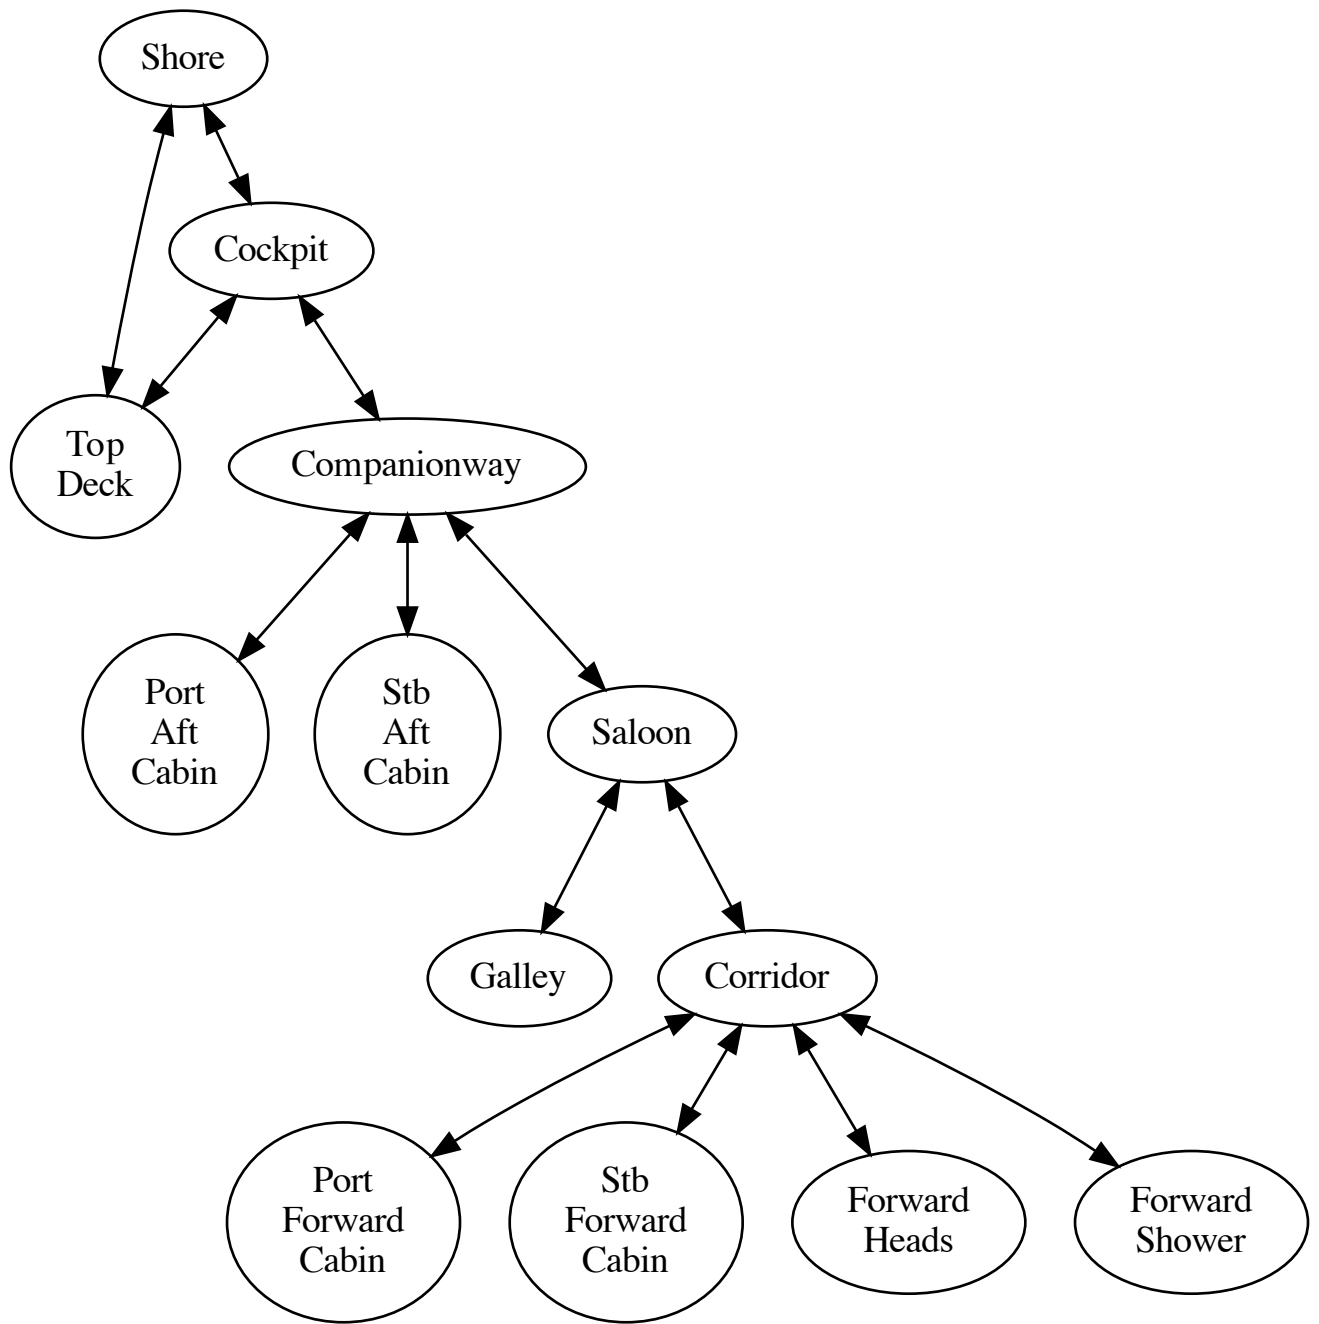 Shore
Cockpit
Top
Deck
Companionway
Port
Aft
Cabin
Stb
Aft
Cabin
Saloon
Galley
Corridor
Port
Forward
Cabin
Stb
Forward
Cabin
Forward
Heads
Forward
Shower